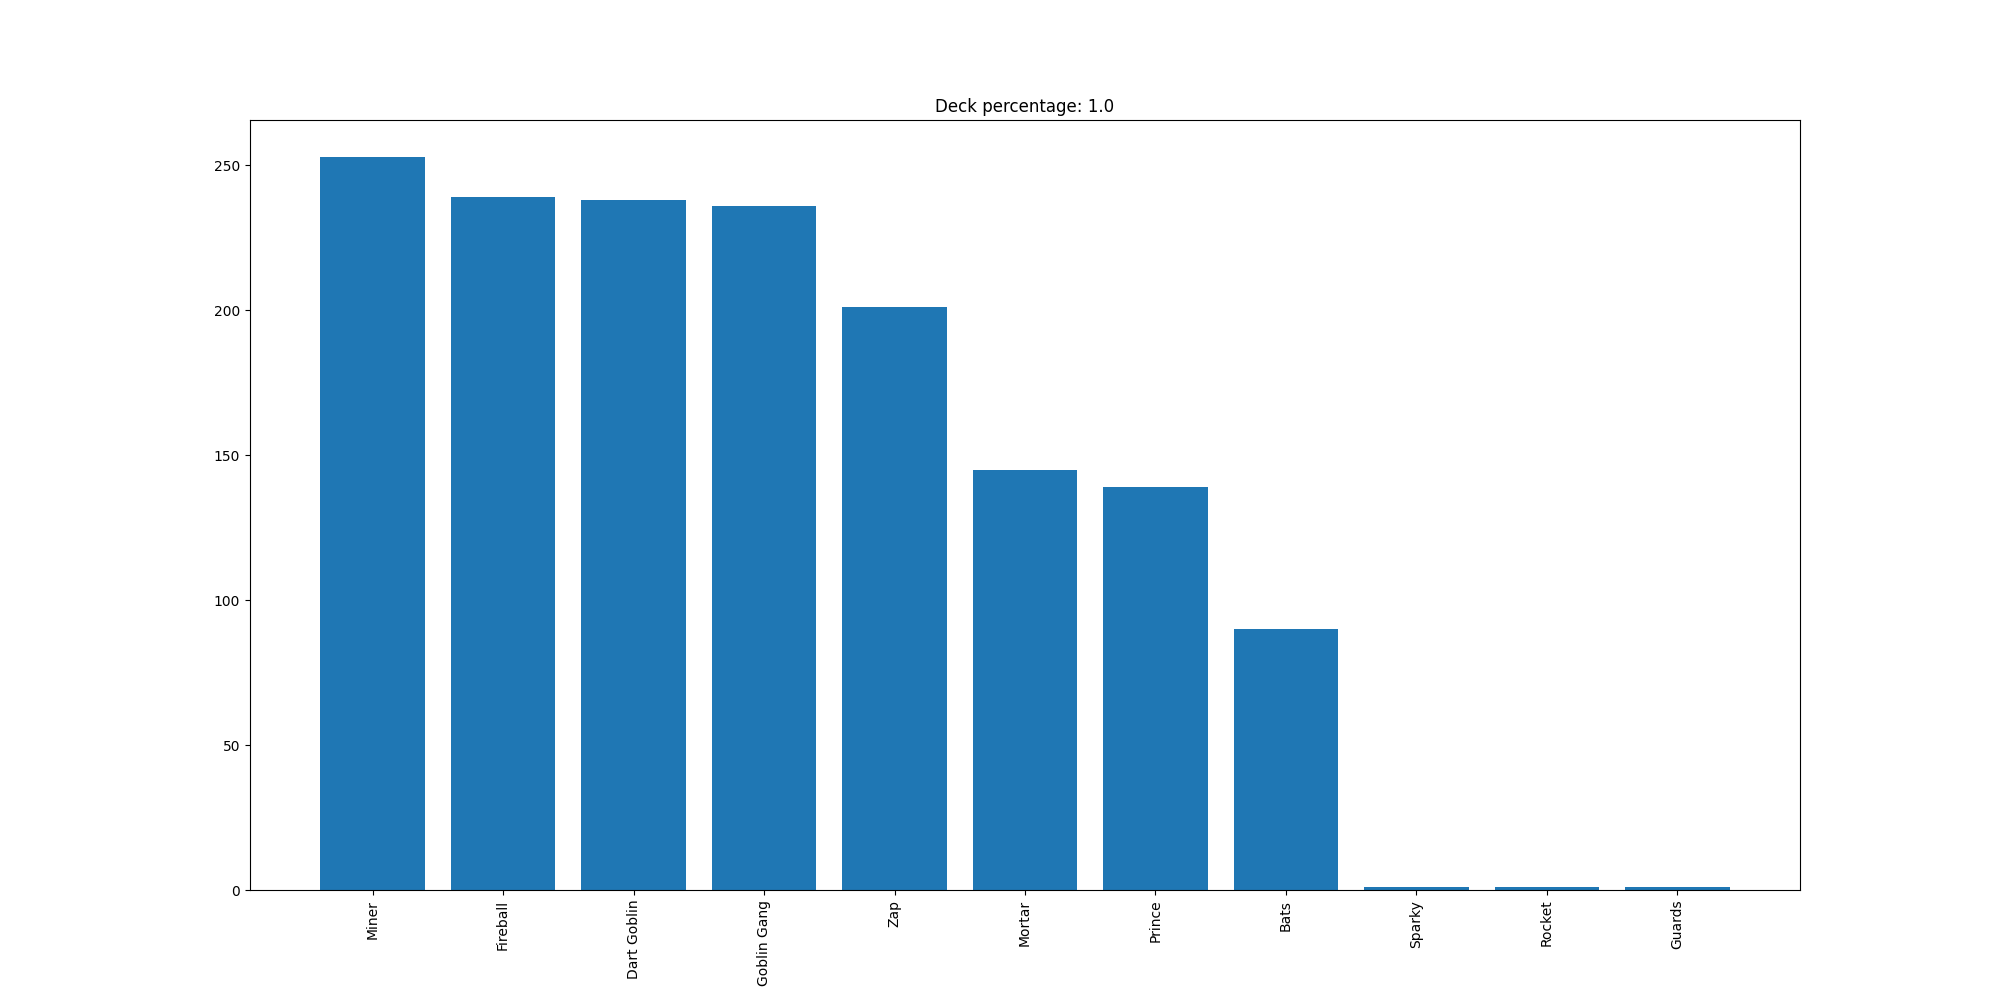 Deck percentage: 1.0
250
200
150
100
50
0
Miner
Fireball
Dart Goblin
Goblin Gang
Zap
Mortar
Prince
Bats
Sparky
Rocket
Guards